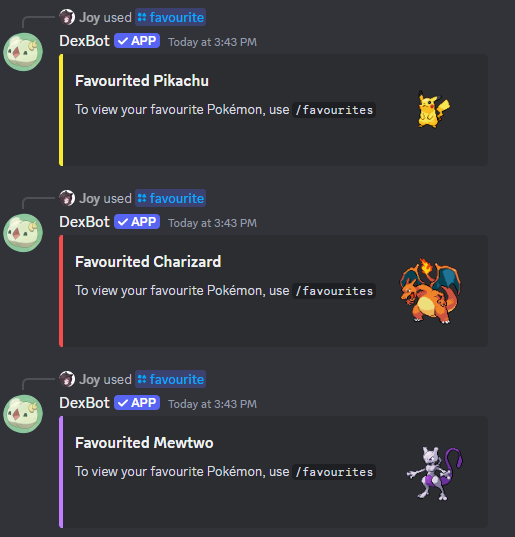 Joy used favourite
DexBot APP Today at 3:43 PM
Favourited Pikachu
To view your favourite Pokémon, use /favourites
Joy used favourite
DexBot APP Today at 3:43 PM
Favourited Charizard
To view your favourite Pokémon, use /favourites
Joy used favourite
DexBot APP Today at 3:43 PM
Favourited Mewtwo
To view your favourite Pokémon, use /favourites